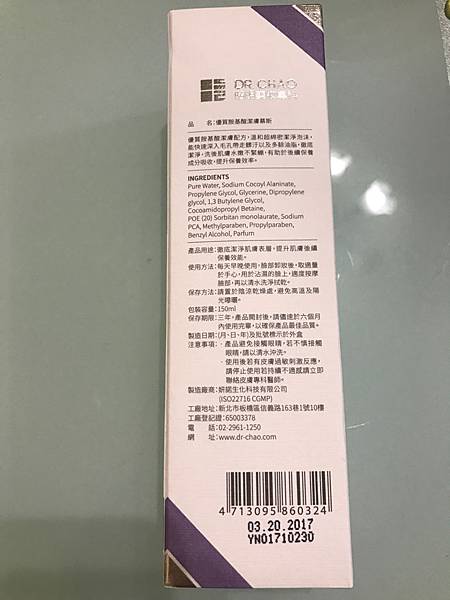 DR CHAO
品　　名：優質胺基酸潔膚慕斯
優質胺基酸潔膚配方，溫和超綿密潔淨泡沫，
能快速深入毛孔帶走髒汙以及多餘油脂，徹底
潔淨，洗後肌膚水嫩不緊繃，有助於後續保養
成分吸收，提升保養效率。
INGREDIENTS
Pure Water, Sodium Cocoyl Alaninate,
Propylene Glycol, Glycerine, Dipropylene
glycol, 1,3 Butylene Glycol,
Cocoamidopropyl Betaine,
POE (20) Sorbitan monolaurate, Sodium
PCA, Methylparaben, Propylparaben,
Benzyl Alcohol, Parfum
產品用途：徹底潔淨肌膚表層，提升肌膚後續
保養效能。
使用方法：每天早晚使用，臉部卸妝後，取適量
於手心，用於沾濕的臉上，適度按摩
臉部，再以清水洗淨拭乾。
保存方法：請置於陰涼乾燥處，避免高溫及陽
光曝曬。
包裝容量：150ml
保存期限：三年，產品開封後，請儘速於六個月
內使用完畢，以確保產品最佳品質。
製造日期：(月、日、年)及批號標示於外盒
注意事項：·產品避免接觸眼睛，若不慎接觸
眼睛，請以清水沖洗。
·使用後若有皮膚過敏刺激反應，
請停止使用若持續不適感請立即
聯絡皮膚專科醫師。
製造廠商：妍諾生化科技有限公司
(ISO22716 CGMP)
工廠地址：新北市板橋區信義路163巷1號10樓
工廠登記證：65003378
電　　話：02-2961-1250
網　　址：www.dr-chao.com
4 713095 860324
03.20.2017
YN01710230